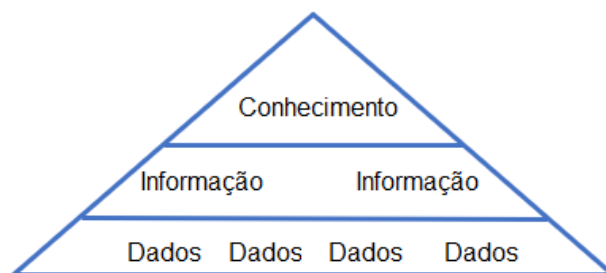 Conhecimento
Informação Informação
Dados Dados Dados Dados